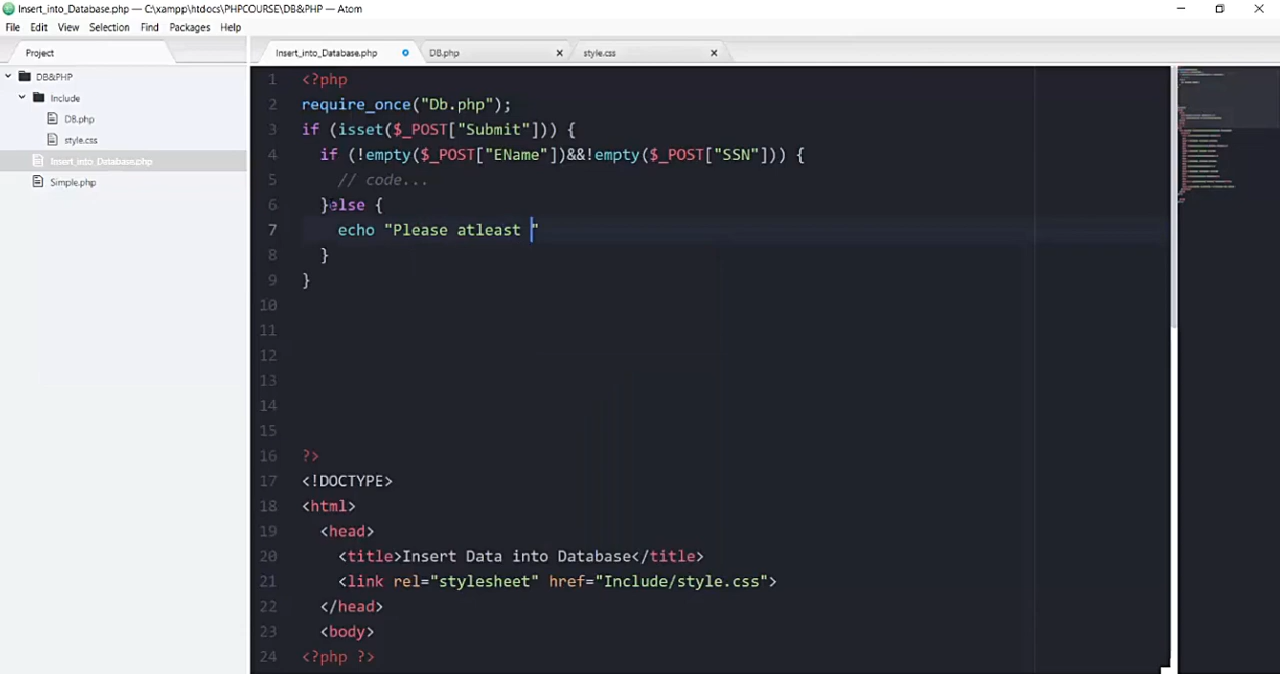 Insert_into_Database.php — C:\xampp\htdocs\PHPCOURSE\DB&PHP — Atom
File Edit View Selection Find Packages Help
Project
Insert_into_Database.php DB.php style.css
DB&PHP
Include
DB.php
style.css
Insert_into_Database.php
Simple.php
1 <?php
2 require_once("Db.php");
3 if (isset($_POST["Submit"])) {
4 if (!empty($_POST["EName"])&&!empty($_POST["SSN"])) {
5 // code...
6 }else {
7 echo "Please atleast "
8 }
9 }
10
11
12
13
14
15
16 ?>
17 <!DOCTYPE>
18 <html>
19 <head>
20 <title>Insert Data into Database</title>
21 <link rel="stylesheet" href="Include/style.css">
22 </head>
23 <body>
24 <?php ?>